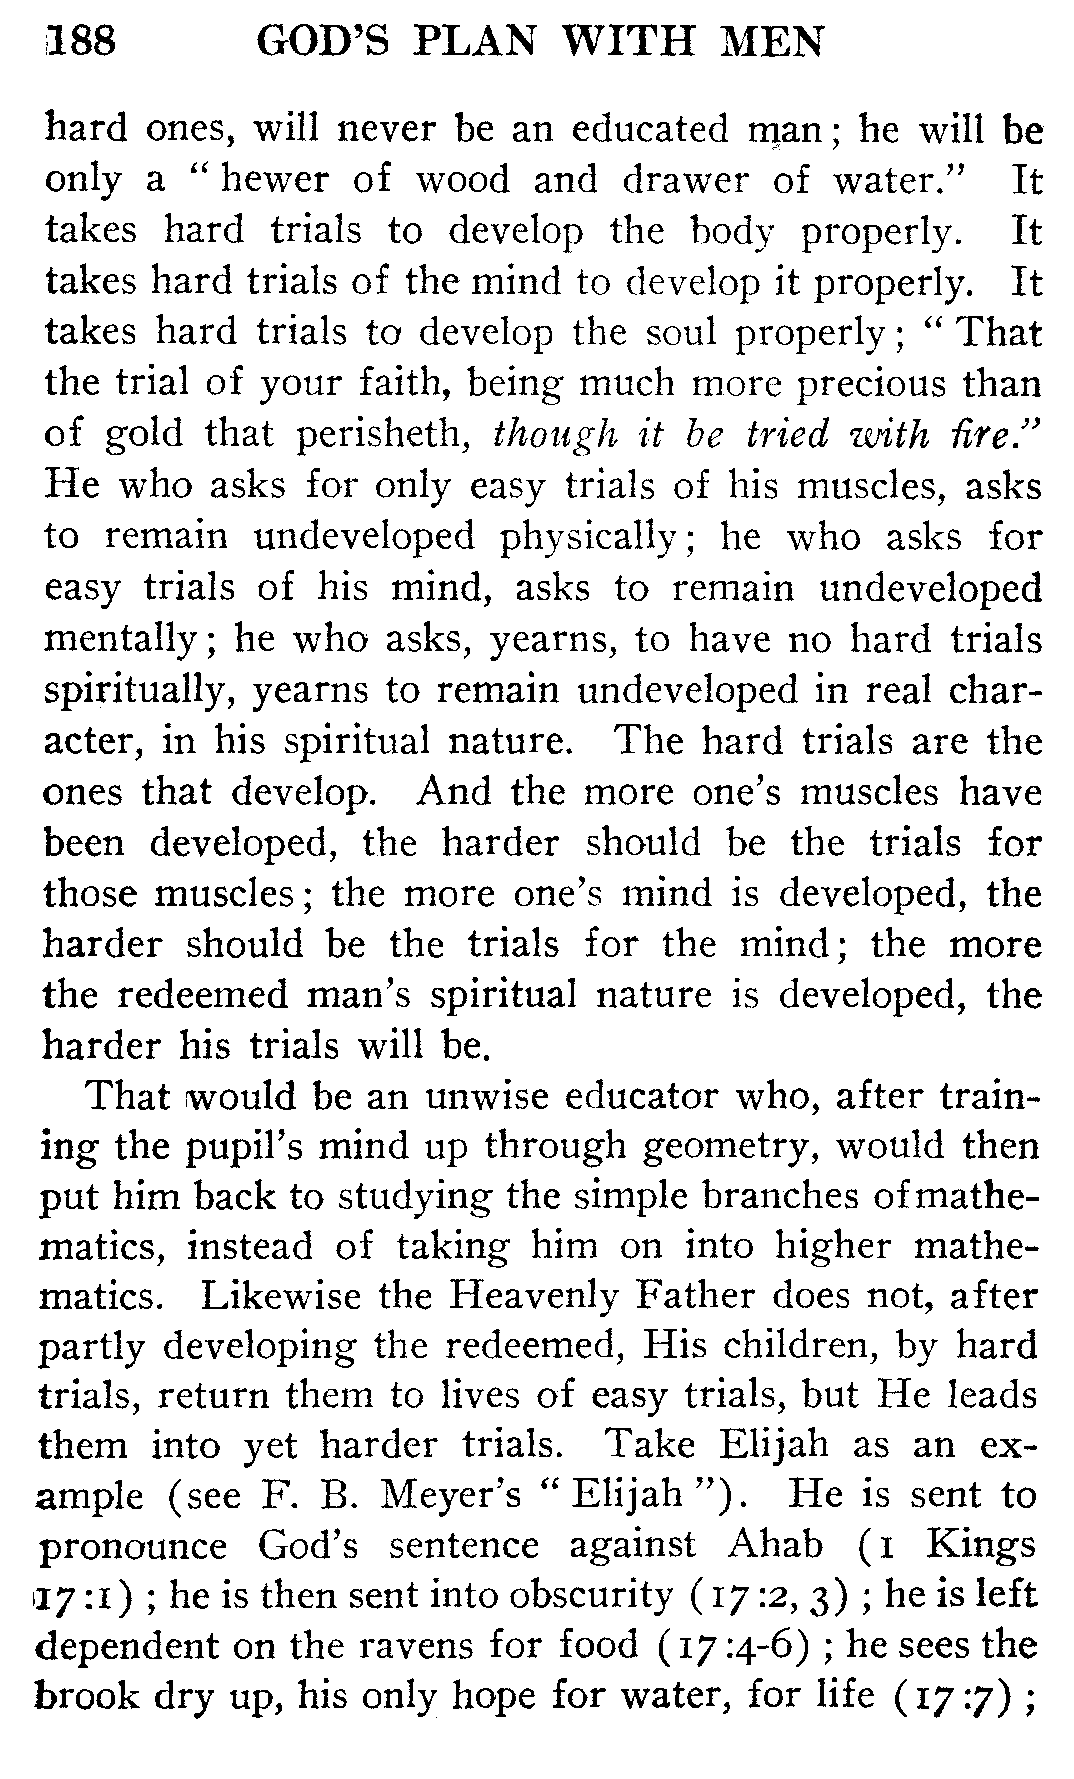 188 GOD'S PLAN WITH MEN
hard ones, will never be an educated man; he will be
only a "hewer of wood and drawer of water." It
takes hard trials to develop the body properly. It
takes hard trials of the mind to develop it properly. It
takes hard trials to develop the soul properly; "That
the trial of your faith, being much more precious than
of gold that perisheth, though it be tried with fire."
He who asks for only easy trials of his muscles, asks
to remain undeveloped physically; he who asks for
easy trials of his mind, asks to remain undeveloped
mentally; he who asks, yearns, to have no hard trials
spiritually, yearns to remain undeveloped in real char-
acter, in his spiritual nature. The hard trials are the
ones that develop. And the more one's muscles have
been developed, the harder should be the trials for
those muscles; the more one's mind is developed, the
harder should be the trials for the mind; the more
the redeemed man's spiritual nature is developed, the
harder his trials will be.
That would be an unwise educator who, after train-
ing the pupil's mind up through geometry, would then
put him back to studying the simple branches of mathe-
matics, instead of taking him on into higher mathe-
matics. Likewise the Heavenly Father does not, after
partly developing the redeemed, His children, by hard
trials, return them to lives of easy trials, but He leads
them into yet harder trials. Take Elijah as an ex-
ample (see F. B. Meyer's "Elijah"). He is sent to
pronounce God's sentence against Ahab (1 Kings
17:1); he is then sent into obscurity (17:2, 3); he is left
dependent on the ravens for food (17:4-6); he sees the
brook dry up, his only hope for water, for life (17:7);